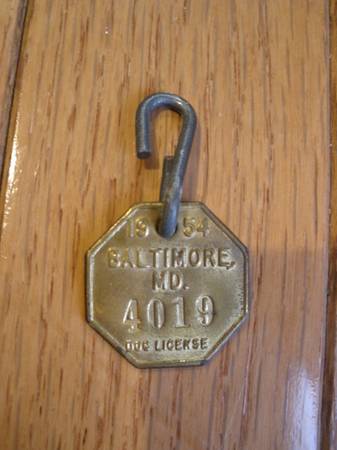 19 54
BALTIMORE,
MD.
4019
DOG LICENSE